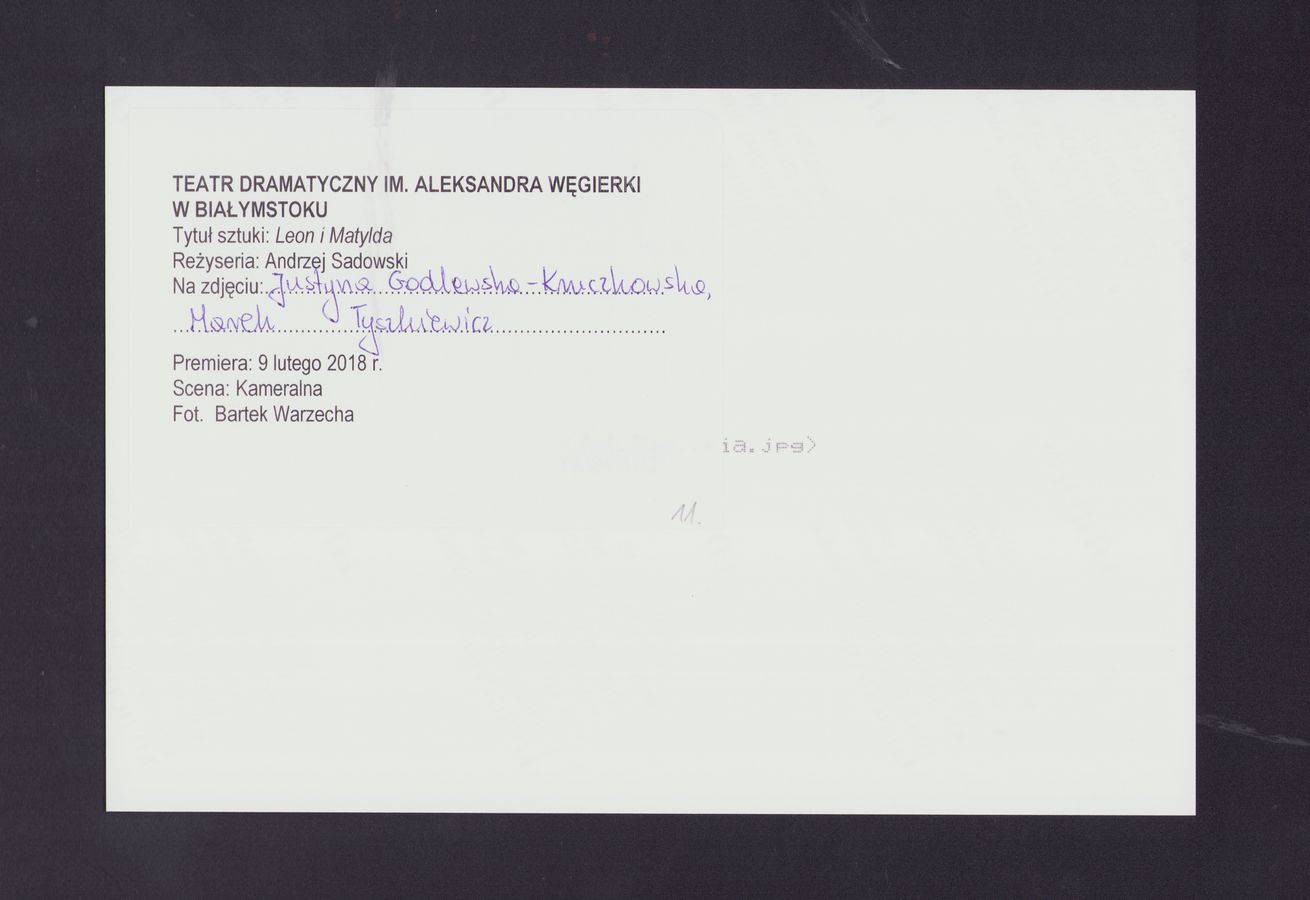 TEATR DRAMATYCZNY IM. ALEKSANDRA WĘGIERKI
W BIAŁYMSTOKU
Tytuł sztuki: Leon i Matylda
Reżyseria: Andrzej Sadowski
Na zdjęciu: Justyna Godlewska-Kruczkowska,
Marek Tyszkiewicz
Premiera: 9 lutego 2018 r.
Scena: Kameralna
Fot. Bartek Warzecha
ia.jpg>
11.